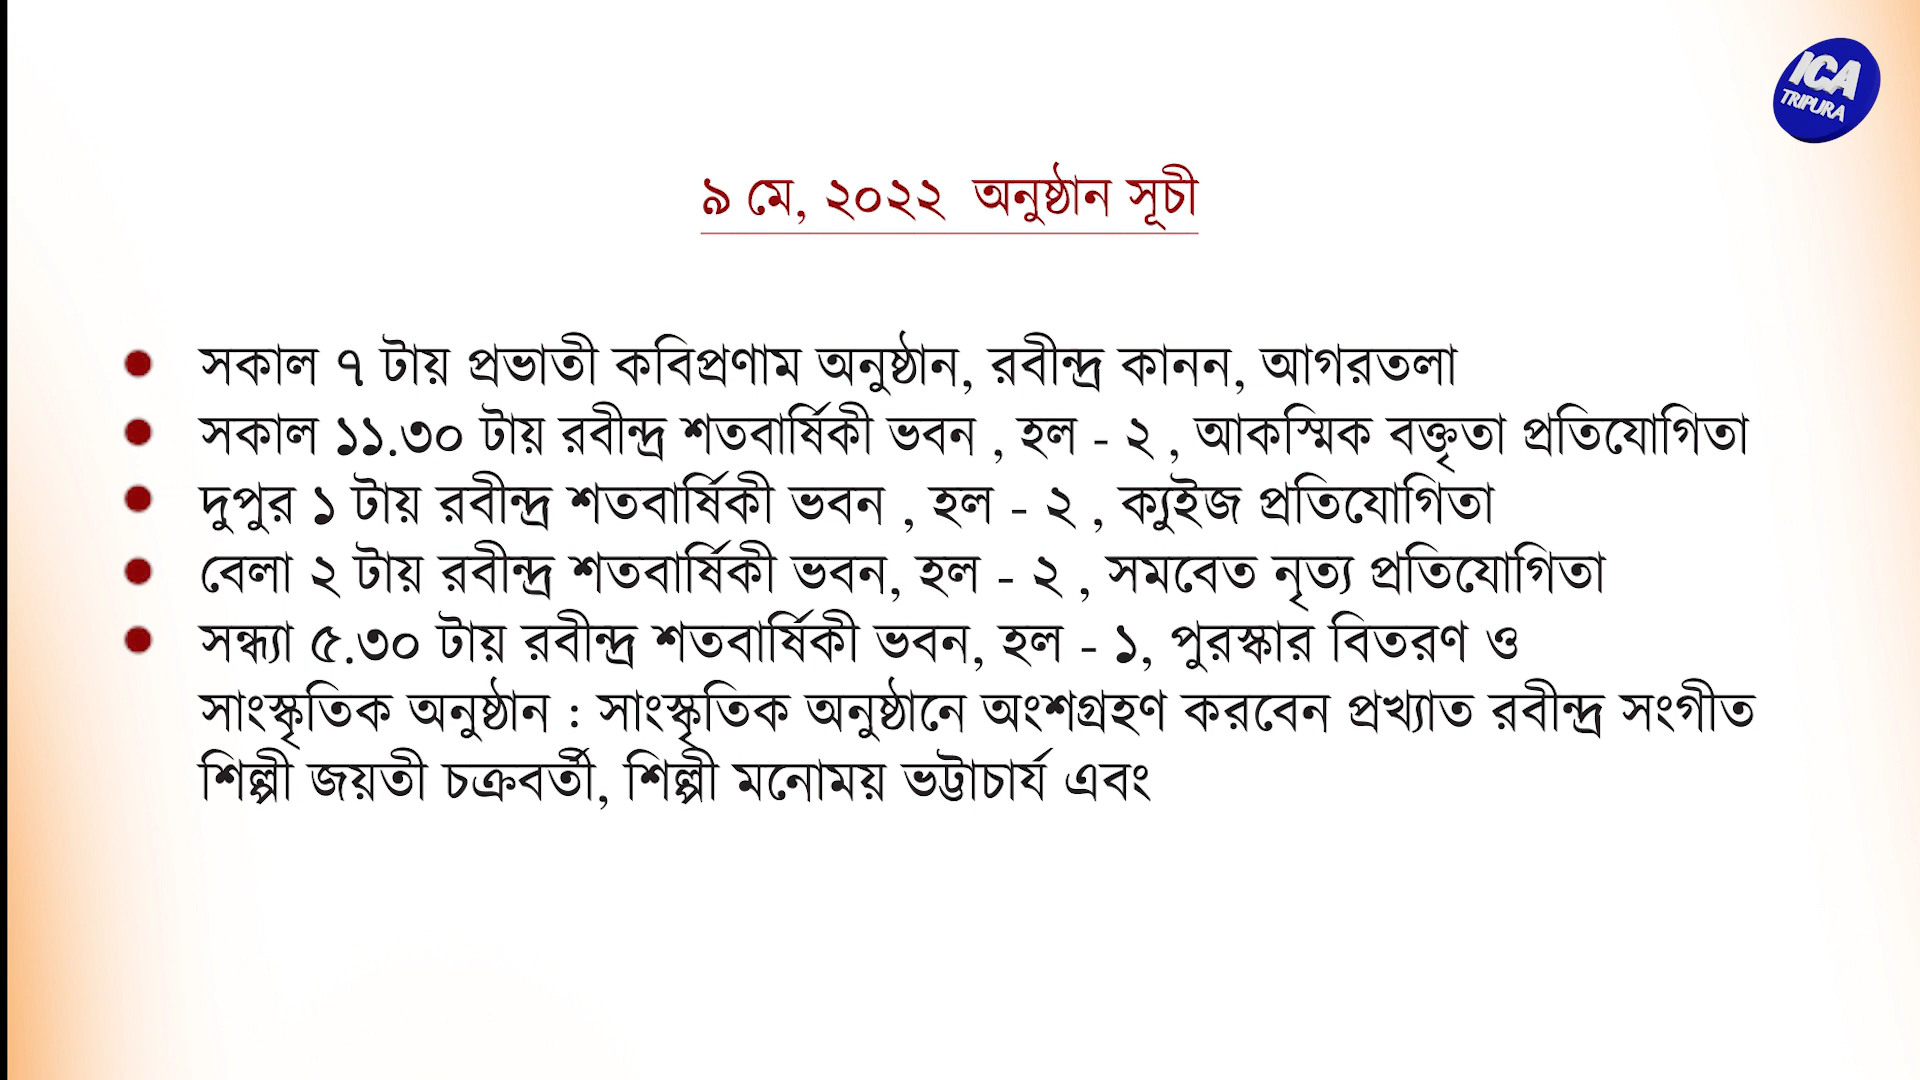 ICA
TRIPURA
৯ মে, ২০২২ অনুষ্ঠান সূচী
● সকাল ৭ টায় প্রভাতী কবিপ্রণাম অনুষ্ঠান, রবীন্দ্র কানন, আগরতলা
● সকাল ১১.৩০ টায় রবীন্দ্র শতবার্ষিকী ভবন , হল - ২ , আকস্মিক বক্তৃতা প্রতিযোগিতা
● দুপুর ১ টায় রবীন্দ্র শতবার্ষিকী ভবন , হল - ২ , ক্যুইজ প্রতিযোগিতা
● বেলা ২ টায় রবীন্দ্র শতবার্ষিকী ভবন, হল - ২ , সমবেত নৃত্য প্রতিযোগিতা
● সন্ধ্যা ৫.৩০ টায় রবীন্দ্র শতবার্ষিকী ভবন, হল - ১, পুরস্কার বিতরণ ও
সাংস্কৃতিক অনুষ্ঠান : সাংস্কৃতিক অনুষ্ঠানে অংশগ্রহণ করবেন প্রখ্যাত রবীন্দ্র সংগীত
শিল্পী জয়তী চক্রবর্তী, শিল্পী মনোময় ভট্টাচার্য এবং